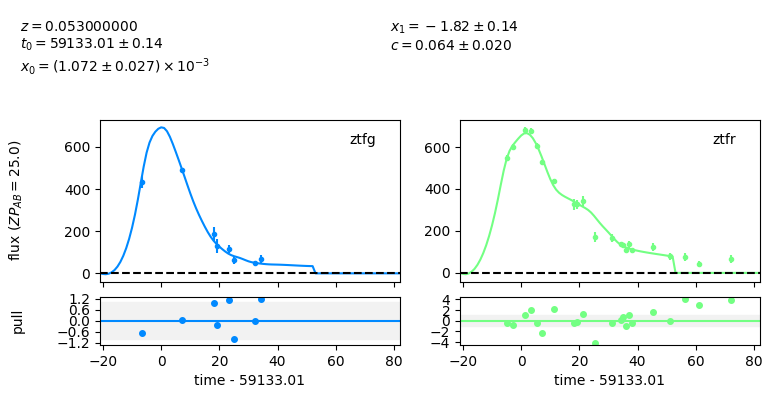 z = 0.053000000
t₀ = 59133.01 ± 0.14
x₀ = (1.072 ± 0.027) × 10⁻³
x₁ = −1.82 ± 0.14
c = 0.064 ± 0.020
flux (ZP_AB = 25.0)
600
400
200
0
ztfg
600
400
200
0
ztfr
pull
1.2
0.6
0.0
−0.6
−1.2
−20 0 20 40 60 80
time - 59133.01
4
2
0
−2
−4
−20 0 20 40 60 80
time - 59133.01